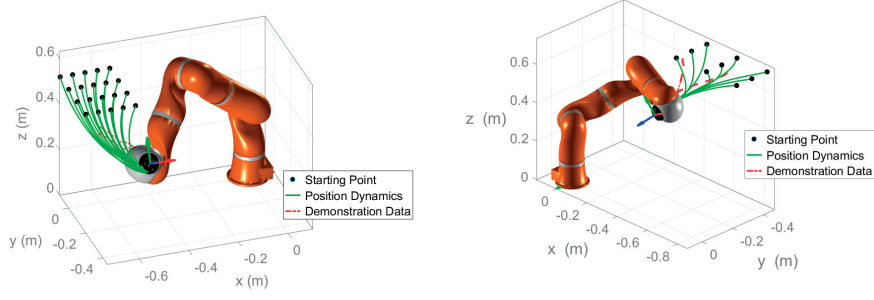 0.6
0.4
0.2
0
z (m)
0
-0.2
-0.4
y (m)
-0.6
-0.4
-0.2
0
x (m)
Starting Point
Position Dynamics
Demonstration Data
0.6
0.4
0.2
0
z (m)
0
-0.2
-0.4
-0.6
-0.8
x (m)
-0.4
-0.2
0
y (m)
Starting Point
Position Dynamics
Demonstration Data